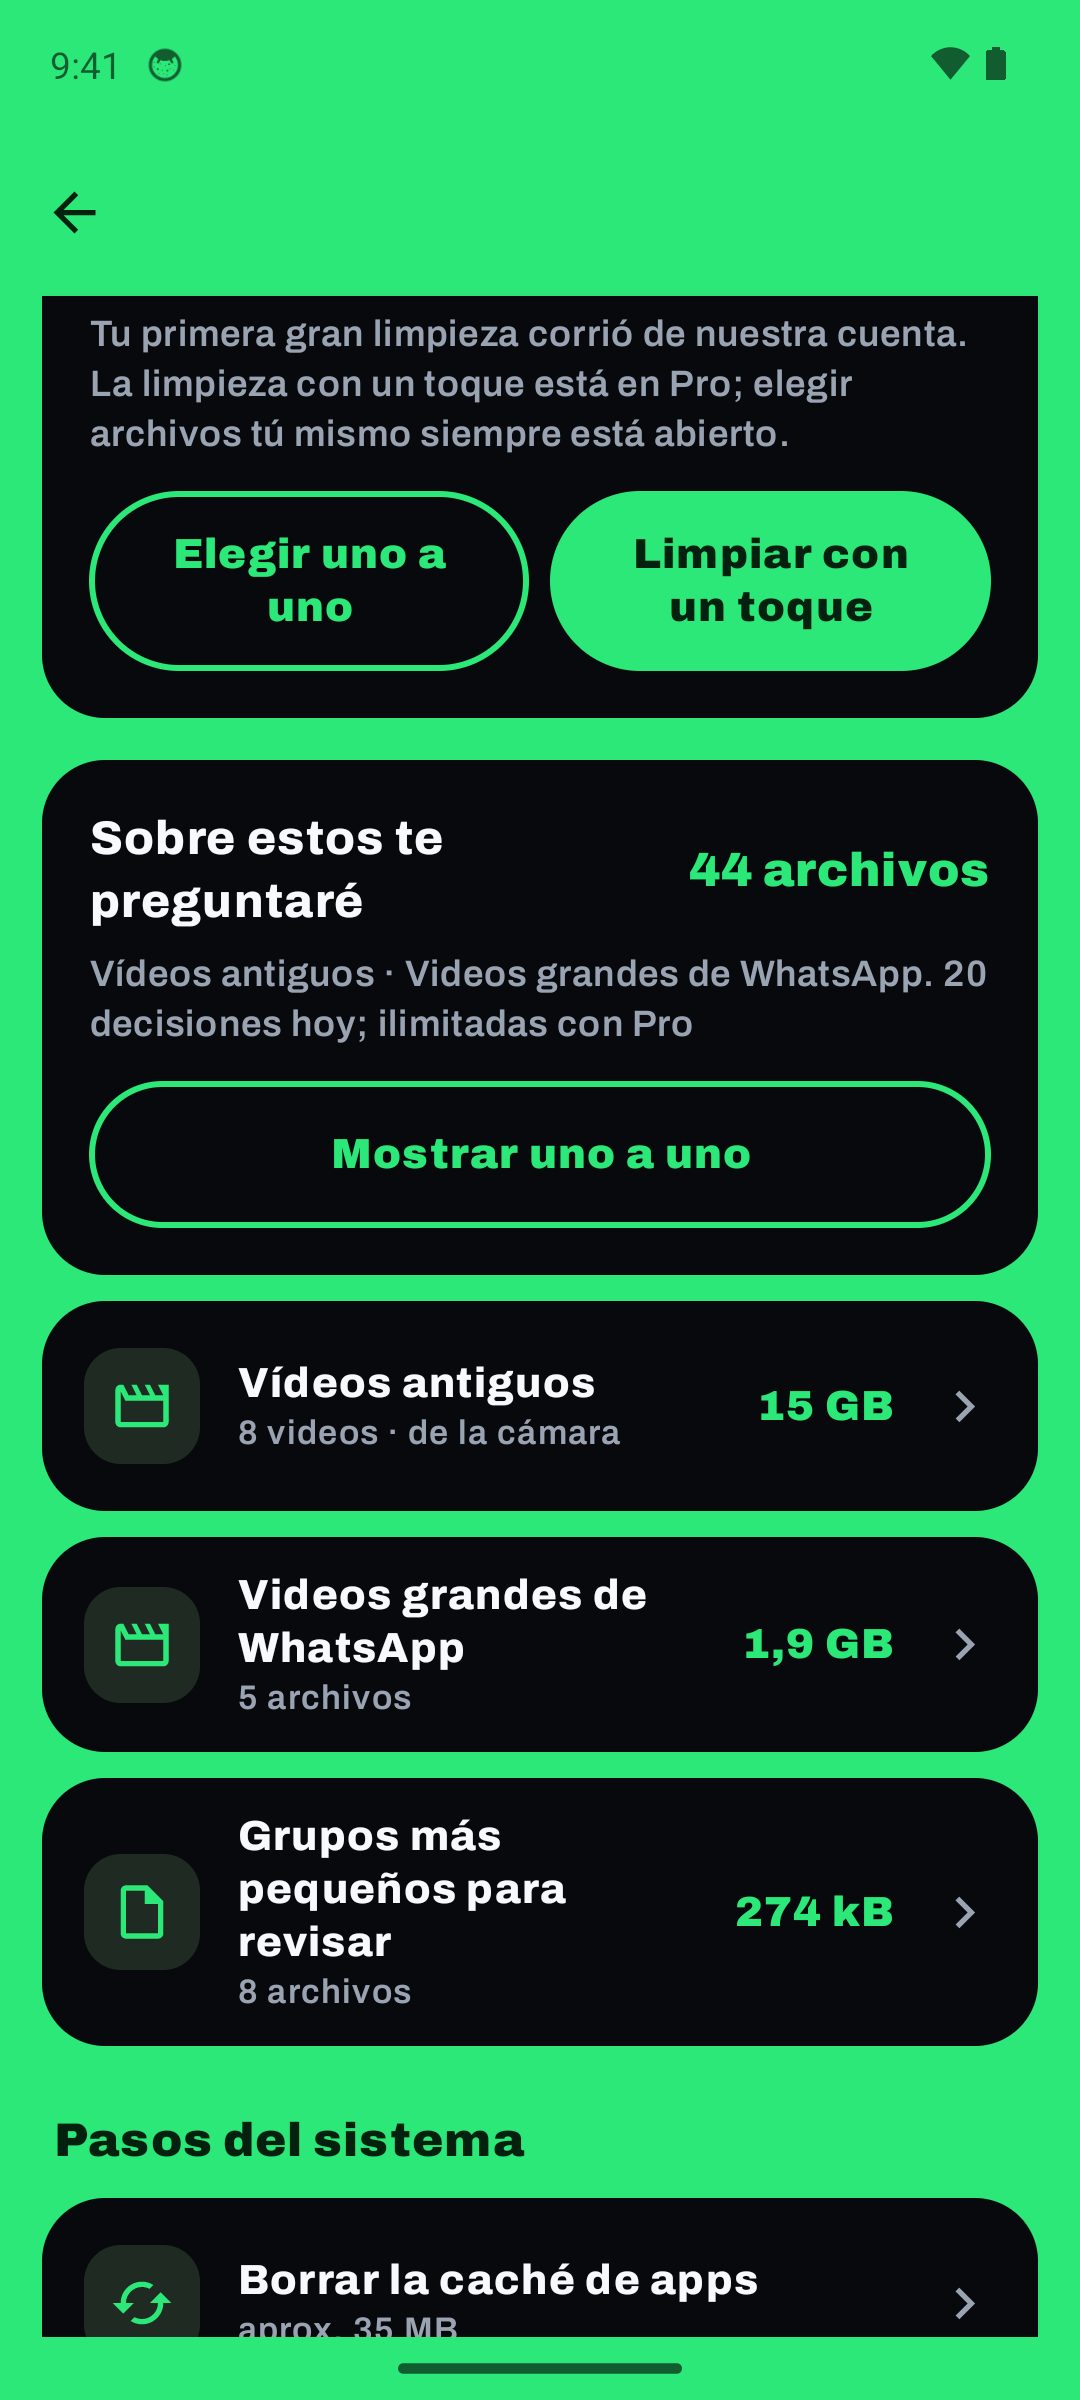 9:41
Tu primera gran limpieza corrió de nuestra cuenta.
La limpieza con un toque está en Pro; elegir
archivos tú mismo siempre está abierto.
Elegir uno a
uno
Limpiar con
un toque
Sobre estos te
preguntaré
44 archivos
Vídeos antiguos · Videos grandes de WhatsApp. 20
decisiones hoy; ilimitadas con Pro
Mostrar uno a uno
Vídeos antiguos
8 videos · de la cámara
15 GB
Videos grandes de
WhatsApp
5 archivos
1,9 GB
Grupos más
pequeños para
revisar
8 archivos
274 kB
Pasos del sistema
Borrar la caché de apps
aprox. 35 MB